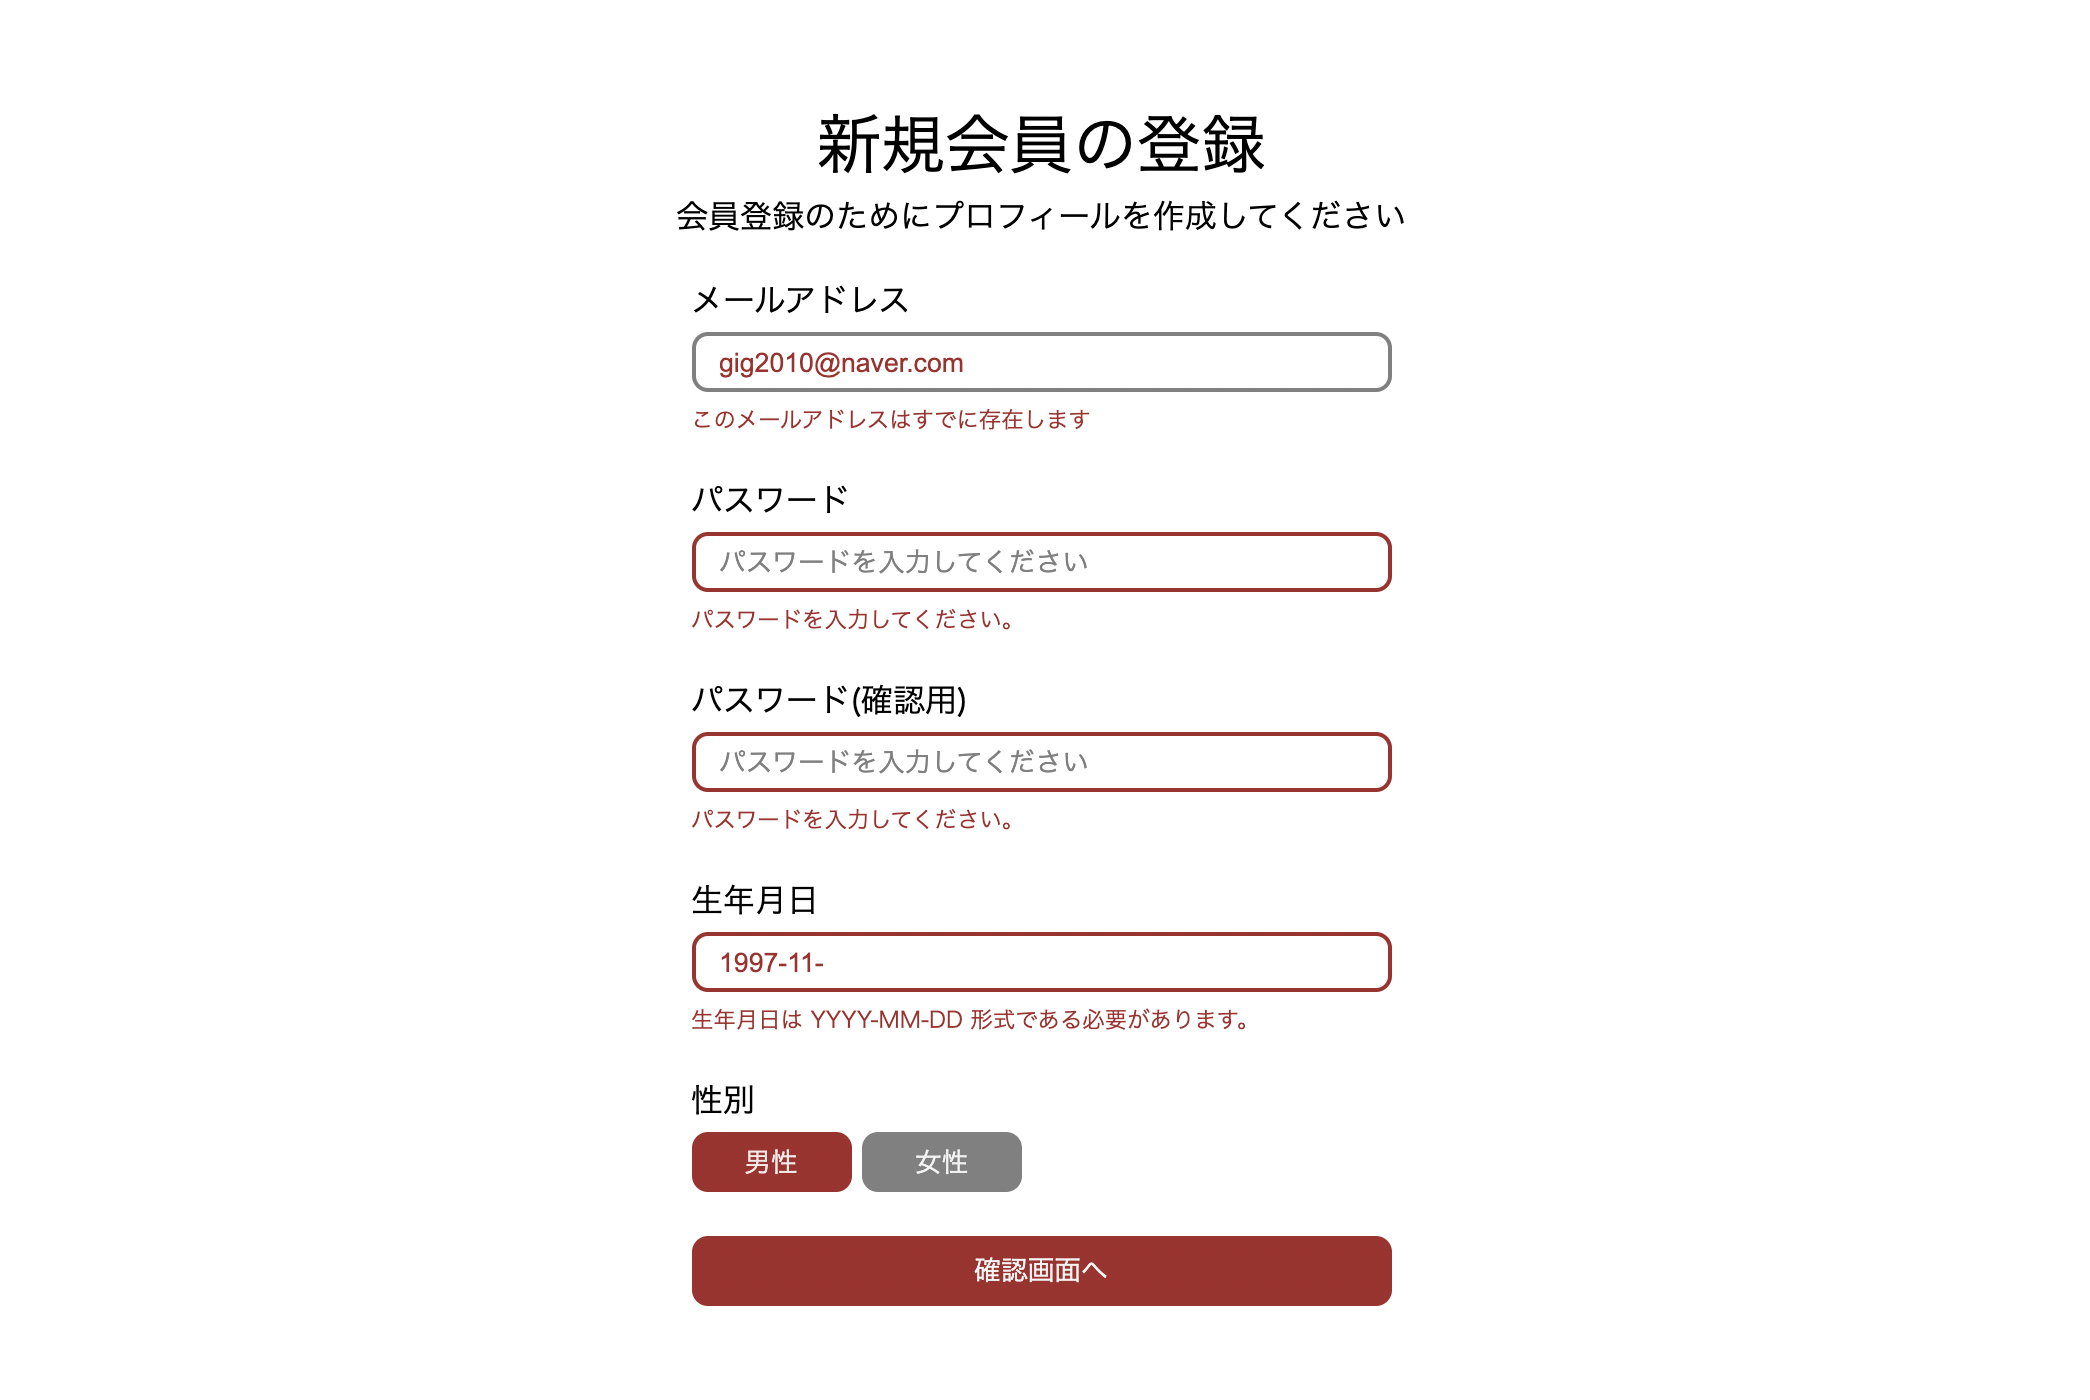 新規会員の登録
会員登録のためにプロフィールを作成してください
メールアドレス
gig2010@naver.com
このメールアドレスはすでに存在します
パスワード
パスワードを入力してください
パスワードを入力してください。
パスワード(確認用)
パスワードを入力してください
パスワードを入力してください。
生年月日
1997-11-
生年月日は YYYY-MM-DD 形式である必要があります。
性別
男性 女性
確認画面へ